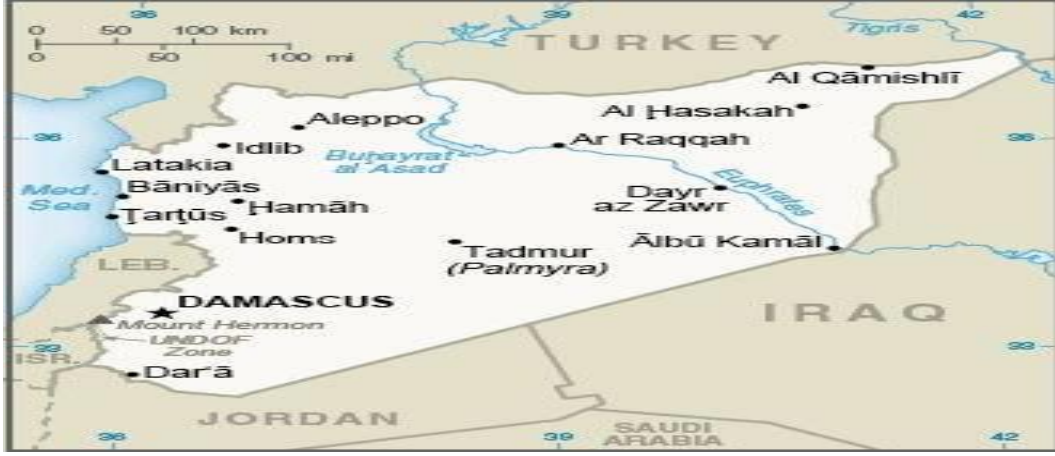 36
39
42
0 50 100 km
0 50 100 mi
TURKEY
Tigris
Al Qāmishlī
Al Ḩasakah
Aleppo
36
Idlib
Ar Raqqah
36
Buḩayrat
al Asad
Latakia
Euphrates
Med.
Sea
Bāniyās
Dayr
az Zawr
Ḩamāh
Ţarţūs
Homs
Ālbū Kamāl
Tadmur
(Palmyra)
LEB.
DAMASCUS
IRAQ
Mount Hermon
UNDOF
Zone
33
33
ISR.
Dar'ā
JORDAN
SAUDI
ARABIA
36
39
42